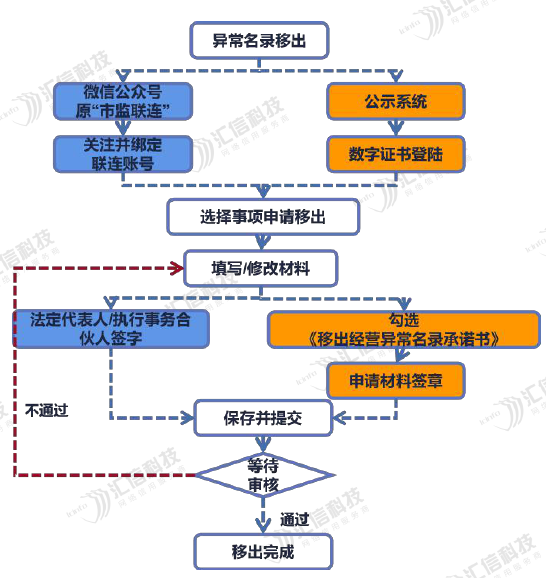 异常名录移出
微信公众号
原“市监联连”
公示系统
关注并绑定
联连账号
数字证书登陆
选择事项申请移出
填写/修改材料
法定代表人/执行事务合
伙人签字
勾选
《移出经营异常名录承诺书》
申请材料签章
不通过
保存并提交
等待
审核
通过
移出完成
汇信科技